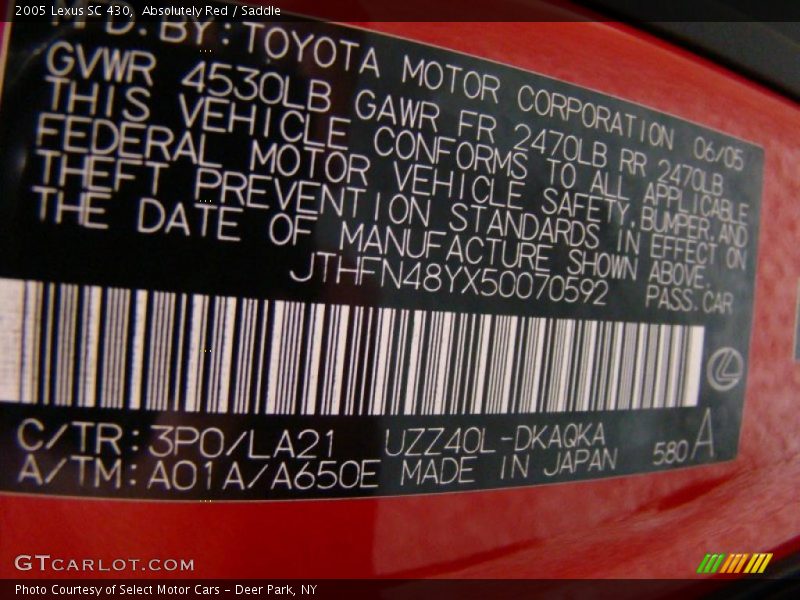 2005 Lexus SC 430, Absolutely Red / Saddle
MFD. BY: TOYOTA MOTOR CORPORATION 06/05
GVWR 4530LB GAWR FR 2470LB RR 2470LB
THIS VEHICLE CONFORMS TO ALL APPLICABLE
FEDERAL MOTOR VEHICLE SAFETY, BUMPER, AND
THEFT PREVENTION STANDARDS IN EFFECT ON
THE DATE OF MANUFACTURE SHOWN ABOVE.
JTHFN48YX50070592 PASS. CAR
C/TR: 3P0/LA21 UZZ40L-DKAQKA
A/TM: A01A/A650E MADE IN JAPAN 580 A
GTCARLOT.COM
Photo Courtesy of Select Motor Cars - Deer Park, NY